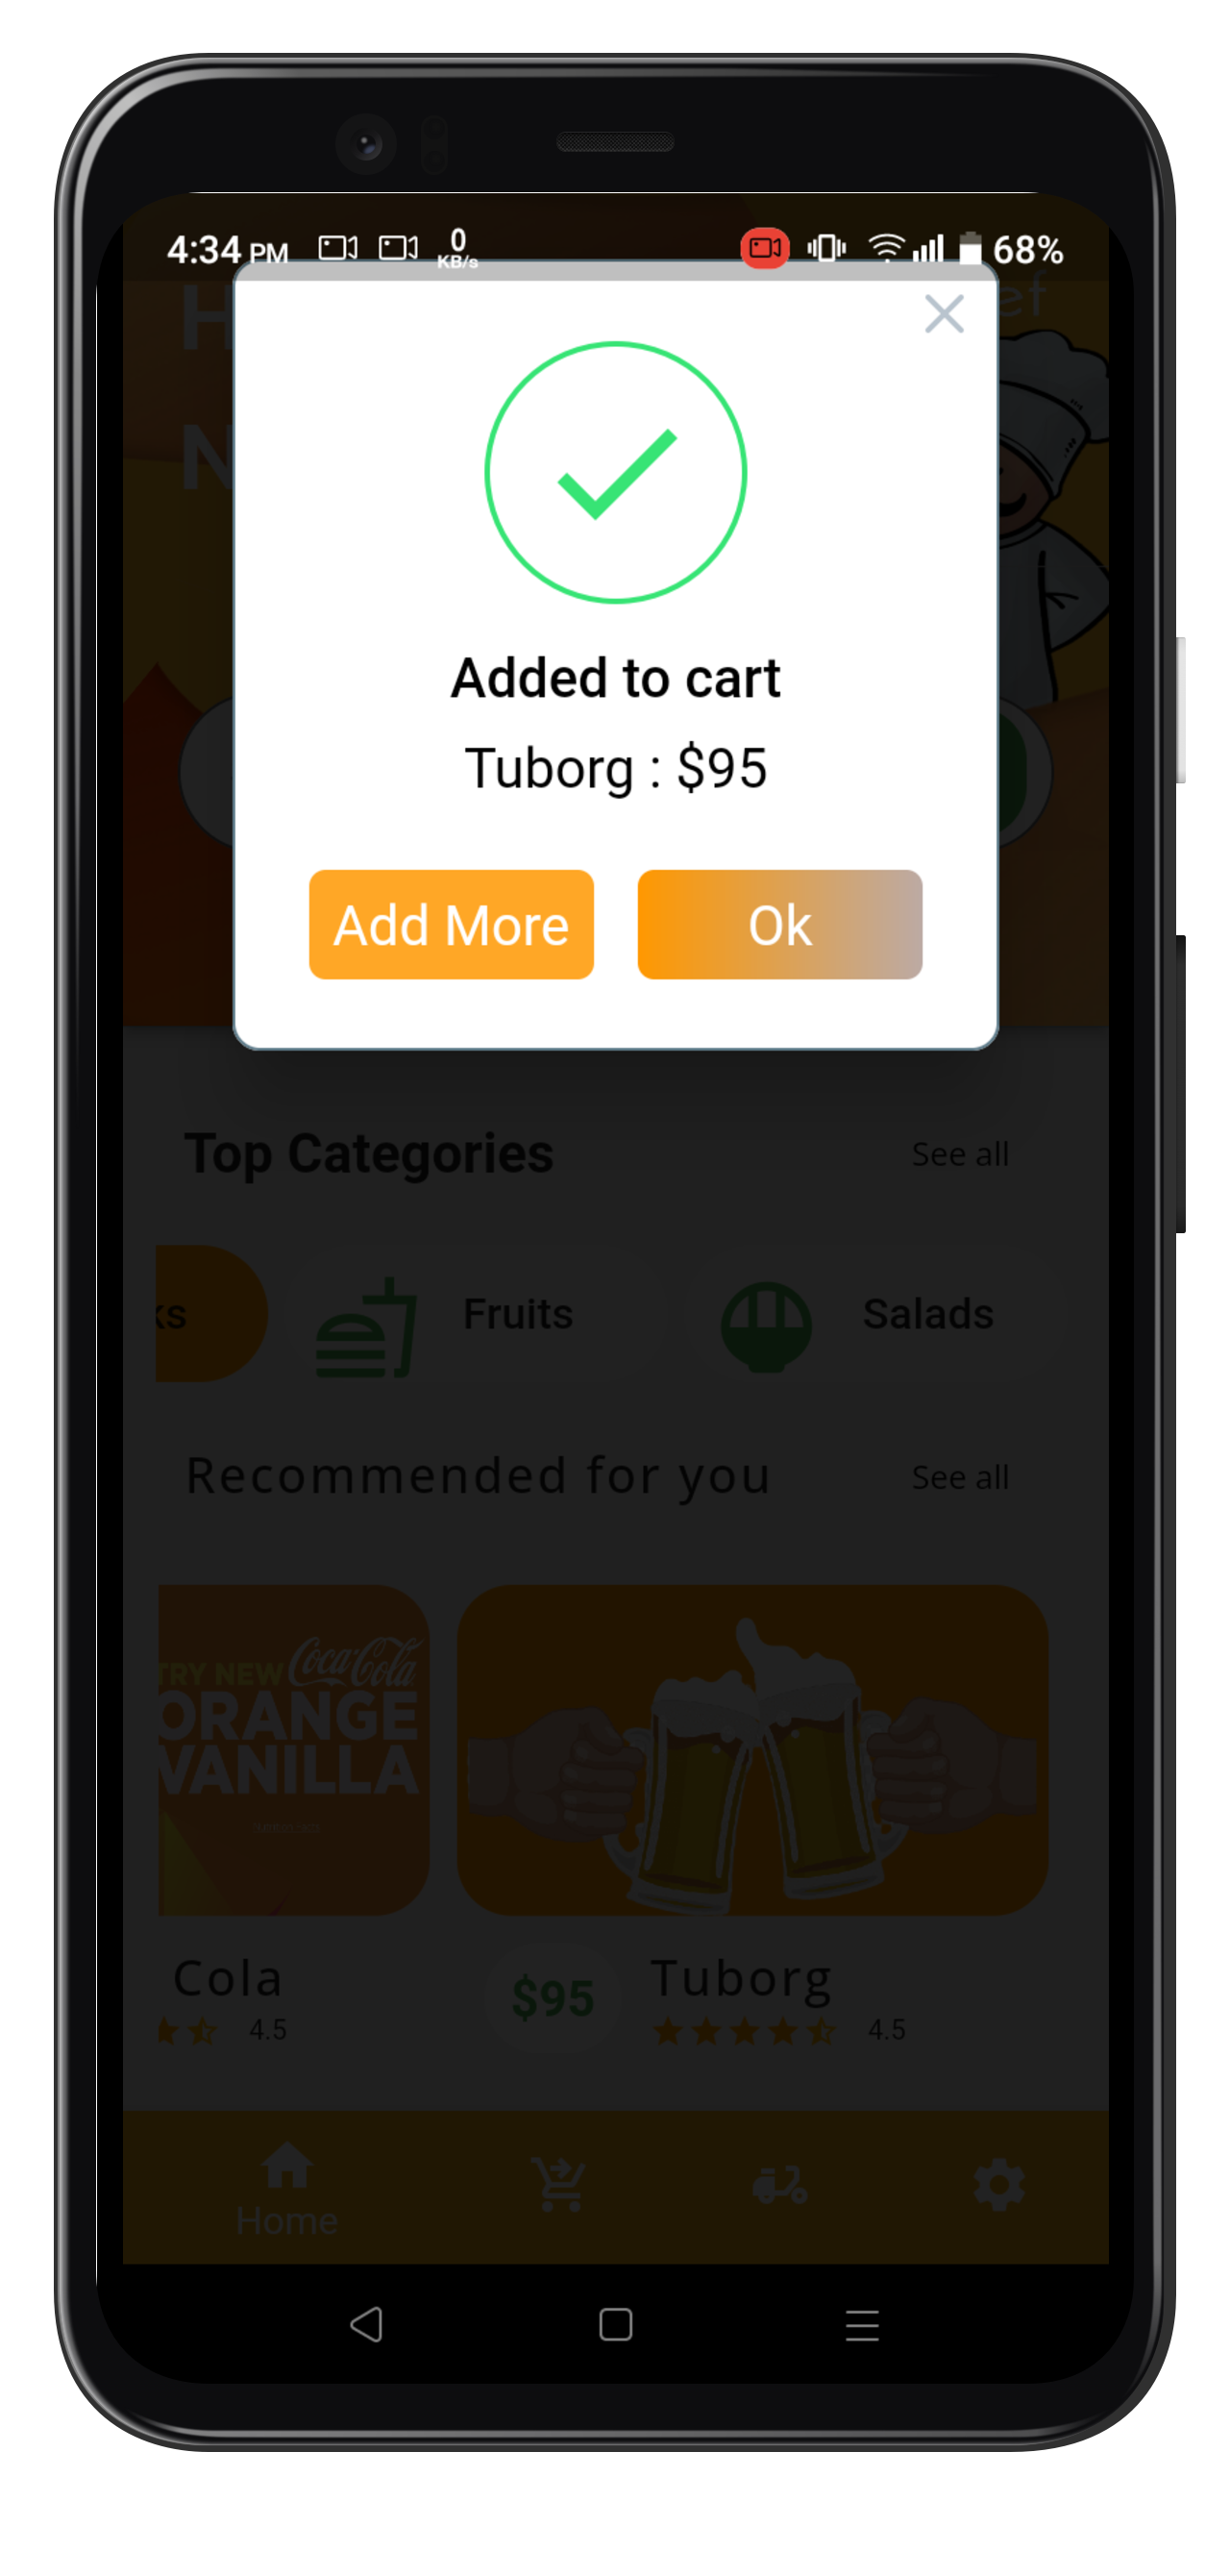 4:34 PM 0 KB/s 68%
H ef
N
Added to cart
Tuborg : $95
Add More Ok
Top Categories See all
ks Fruits Salads
Recommended for you See all
TRY NEW Coca-Cola
ORANGE
VANILLA
Cola $95 Tuborg
4.5 4.5
Home